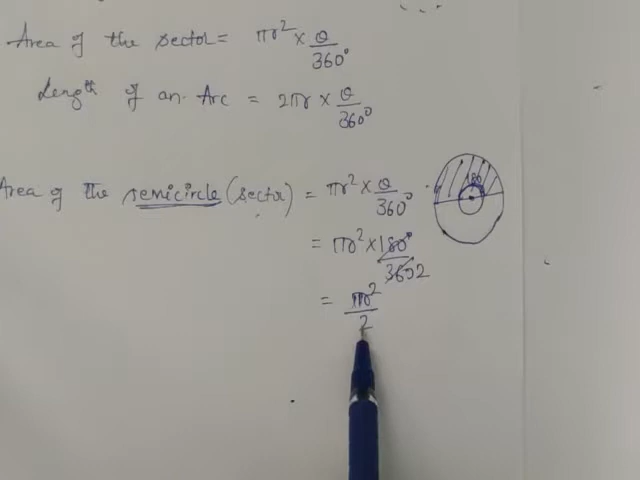 Area of the sector = πr² × θ/360°
Length of an Arc = 2πr × θ/360°
Area of the semicircle (sector) = πr² × θ/360°
180
= πr² × 180°/360 2
= πr²/2